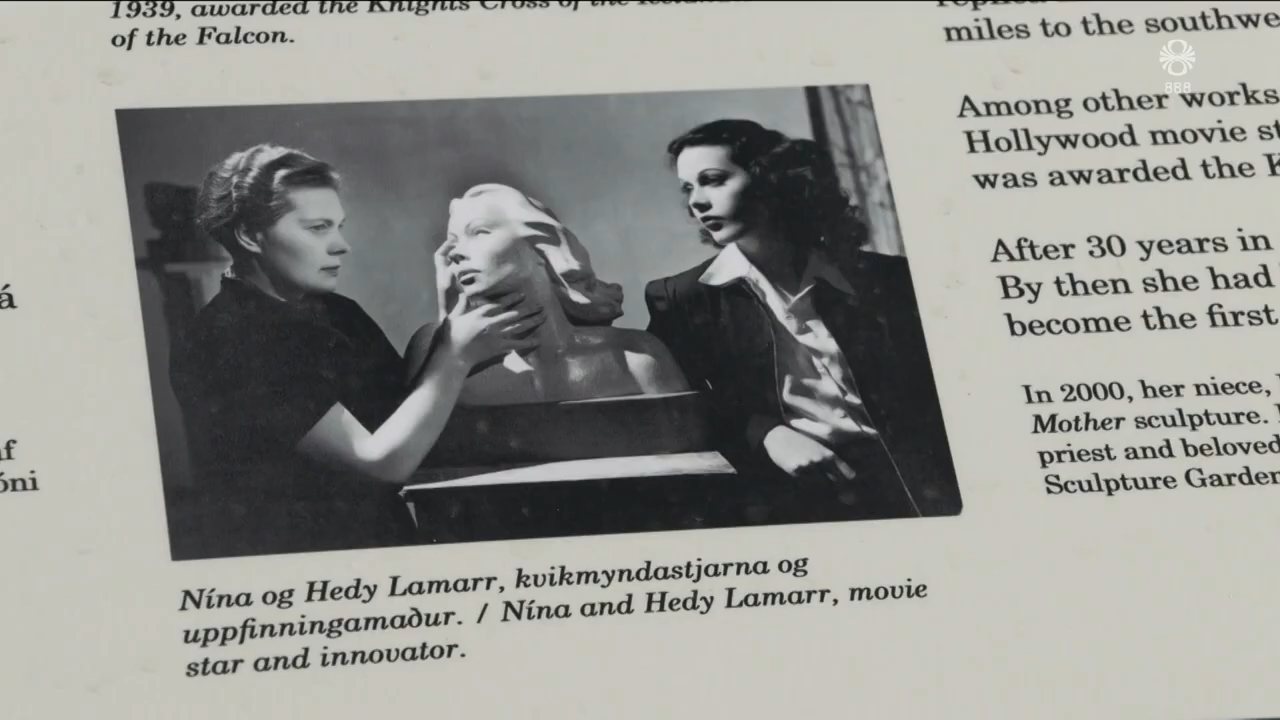 1939, awarded the Knights Cross of the
of the Falcon.
á
af
óni
Nína og Hedy Lamarr, kvikmyndastjarna og
uppfinningamaður. / Nína and Hedy Lamarr, movie
star and innovator.
miles to the southwe
888
Among other works
Hollywood movie st
was awarded the K
After 30 years in
By then she had
become the first
In 2000, her niece,
Mother sculpture.
priest and beloved
Sculpture Garden